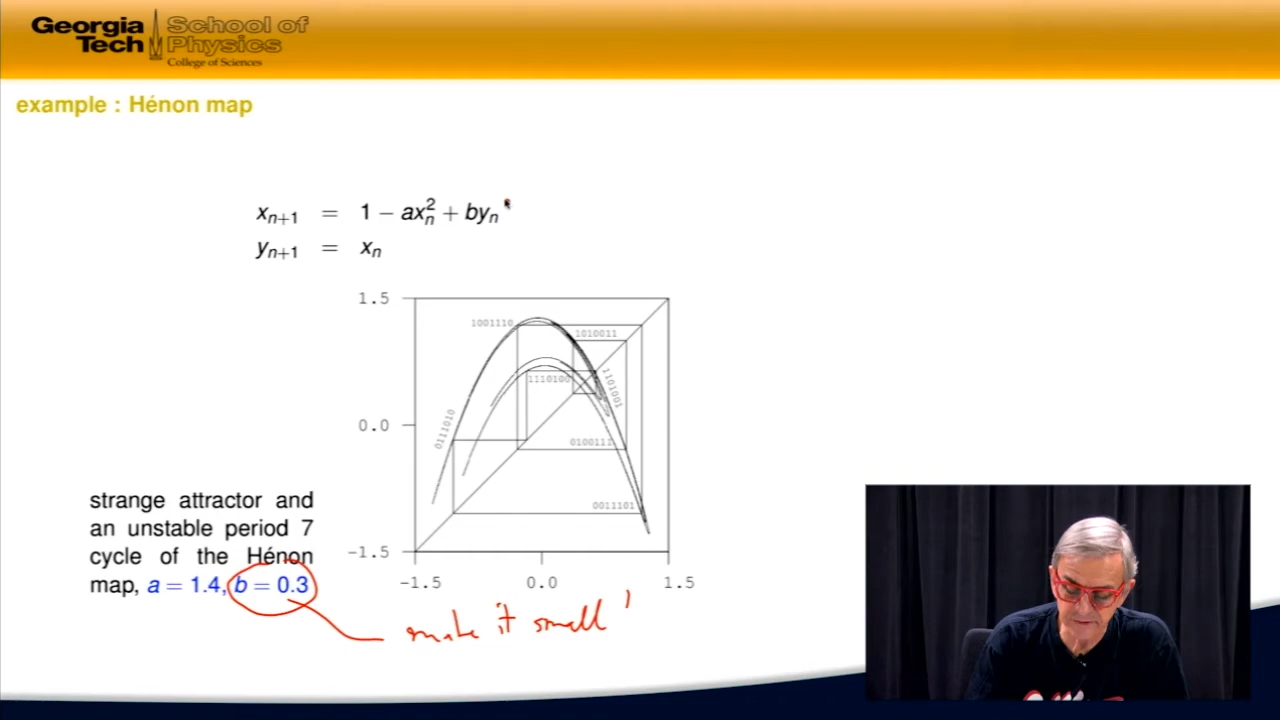 Georgia Tech
School of Physics
College of Sciences
example : Hénon map
xₙ₊₁ = 1 − axₙ² + byₙ
yₙ₊₁ = xₙ
1.5
0.0
−1.5
−1.5 0.0 1.5
1001110
1010011
1110100
1101001
0111010
0100111
0011101
strange attractor and
an unstable period 7
cycle of the Hénon
map, a = 1.4, b = 0.3
make it small